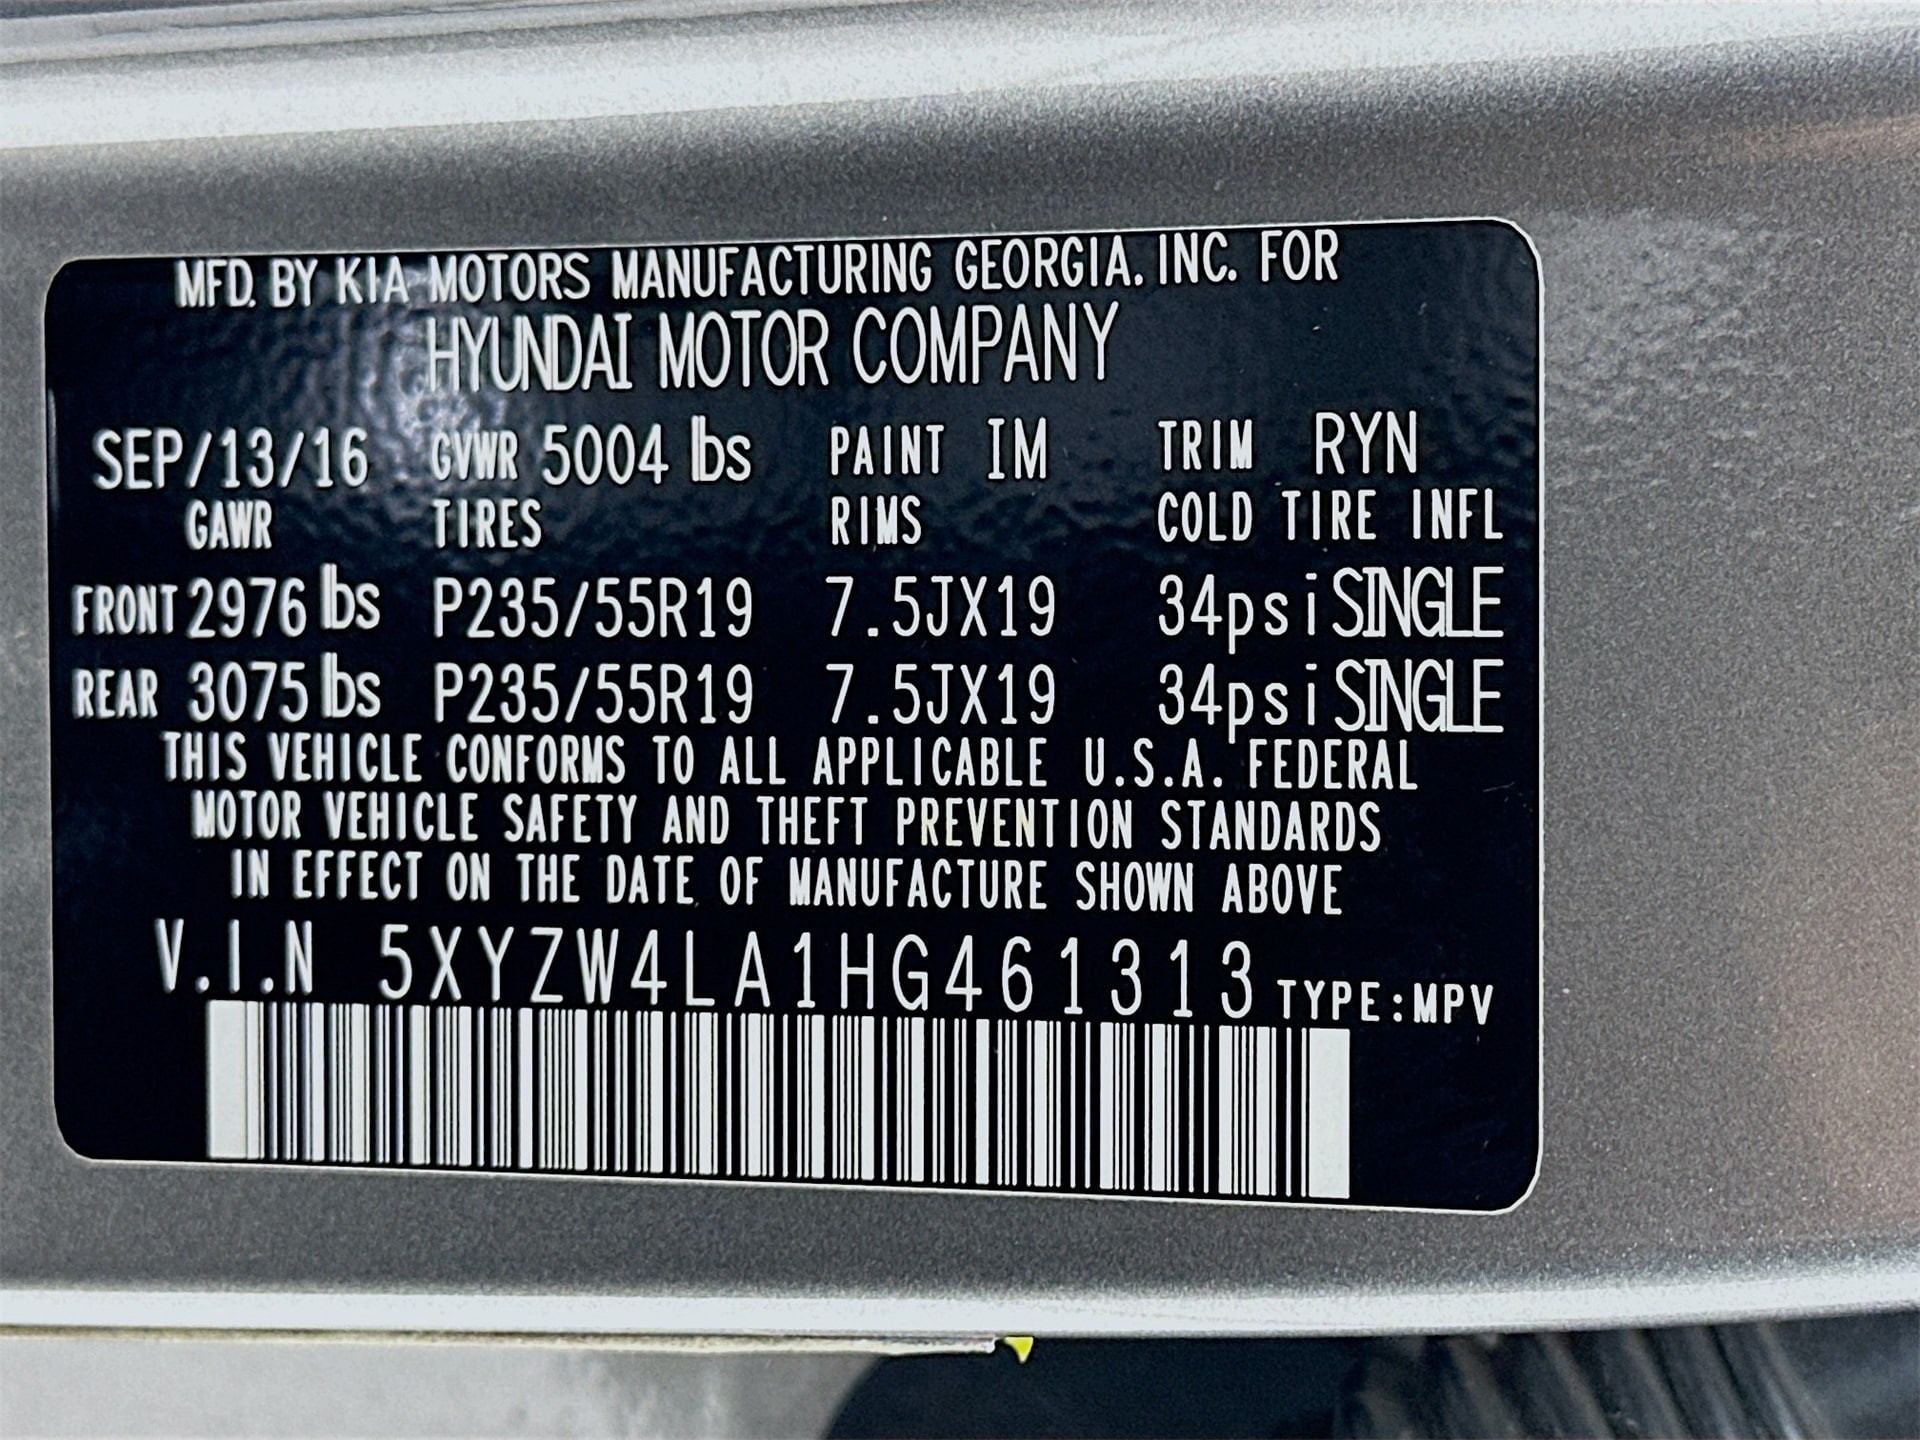 MFD. BY KIA MOTORS MANUFACTURING GEORGIA. INC. FOR
HYUNDAI MOTOR COMPANY
SEP/13/16 GVWR 5004 lbs PAINT IM TRIM RYN
GAWR TIRES RIMS COLD TIRE INFL
FRONT 2976 lbs P235/55R19 7.5JX19 34psi SINGLE
REAR 3075 lbs P235/55R19 7.5JX19 34psi SINGLE
THIS VEHICLE CONFORMS TO ALL APPLICABLE U.S.A. FEDERAL
MOTOR VEHICLE SAFETY AND THEFT PREVENTION STANDARDS
IN EFFECT ON THE DATE OF MANUFACTURE SHOWN ABOVE
V.I.N 5XYZW4LA1HG461313 TYPE:MPV